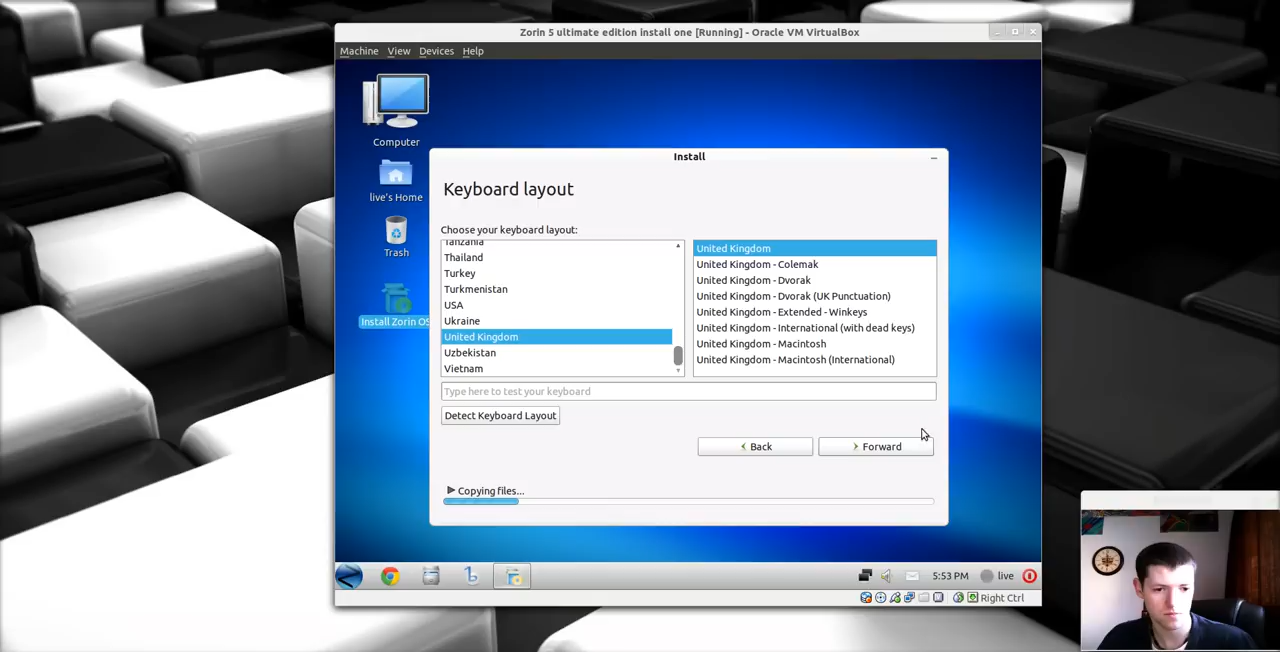 Zorin 5 ultimate edition install one [Running] - Oracle VM VirtualBox
Machine View Devices Help
Computer
live's Home
Trash
Install Zorin OS
Install
Keyboard layout
Choose your keyboard layout:
Tanzania
Thailand
Turkey
Turkmenistan
USA
Ukraine
United Kingdom
Uzbekistan
Vietnam
United Kingdom
United Kingdom - Colemak
United Kingdom - Dvorak
United Kingdom - Dvorak (UK Punctuation)
United Kingdom - Extended - Winkeys
United Kingdom - International (with dead keys)
United Kingdom - Macintosh
United Kingdom - Macintosh (International)
Type here to test your keyboard
Detect Keyboard Layout
Back
Forward
Copying files...
5:53 PM
live
Right Ctrl